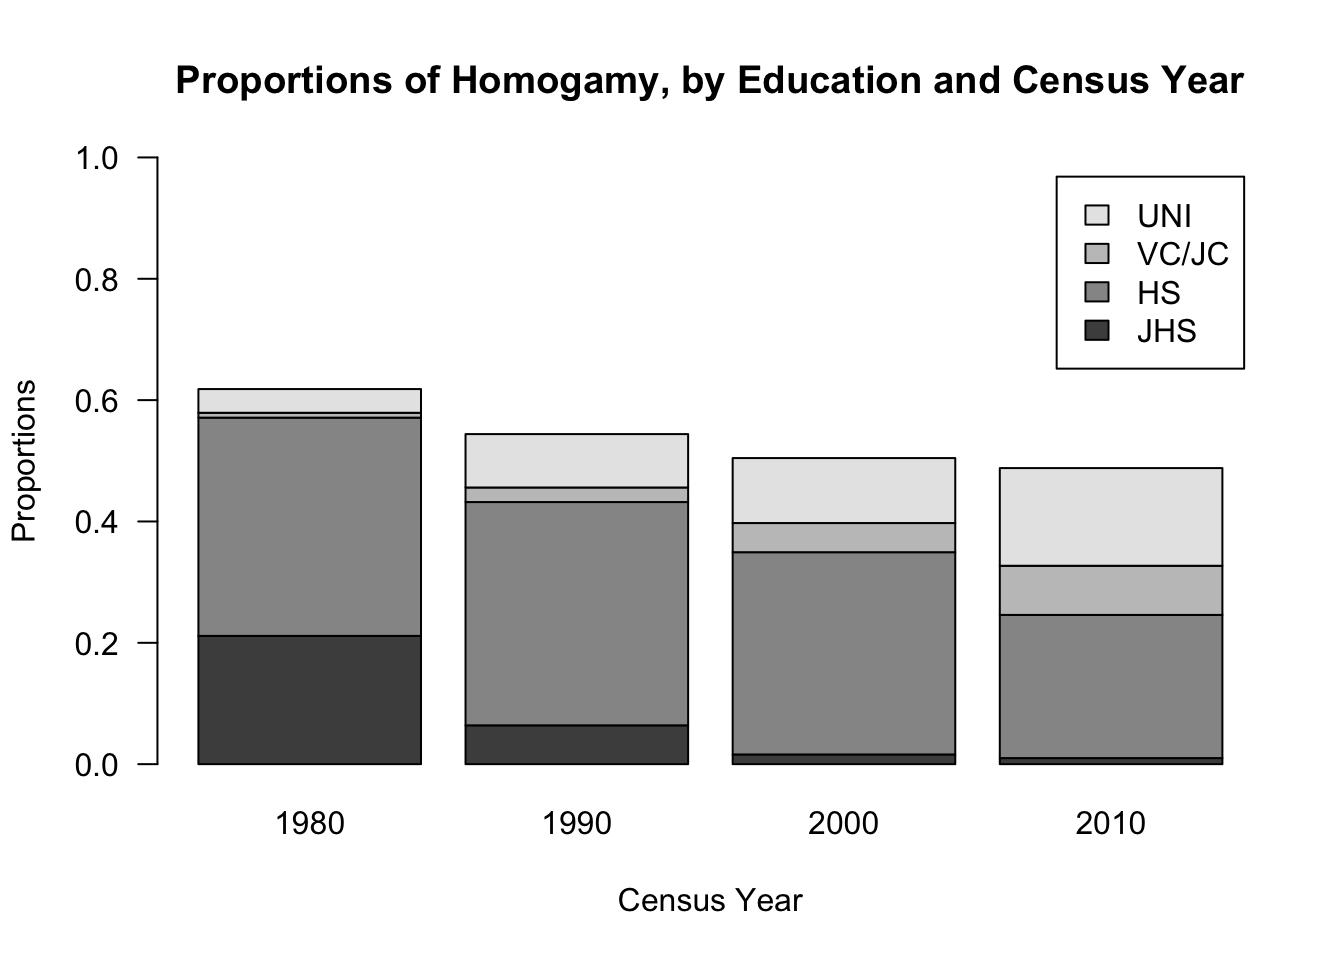 Proportions of Homogamy, by Education and Census Year
1.0
0.8
0.6
0.4
0.2
0.0
Proportions
UNI
VC/JC
HS
JHS
1980 1990 2000 2010
Census Year